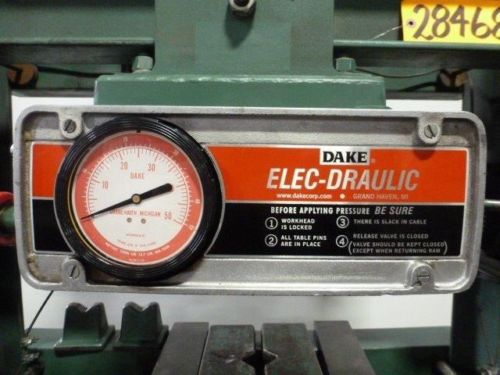 28468
DAKE
ELEC-DRAULIC
www.dakecorp.com GRAND HAVEN, MI
BEFORE APPLYING PRESSURE BE SURE
1 WORKHEAD IS LOCKED
2 ALL TABLE PINS ARE IN PLACE
3 THERE IS SLACK IN CABLE
4 RELEASE VALVE IS CLOSED
(VALVE SHOULD BE KEPT CLOSED
EXCEPT WHEN RETURNING RAM)
10 20 30 50
DAKE
GRAND HAVEN MICHIGAN